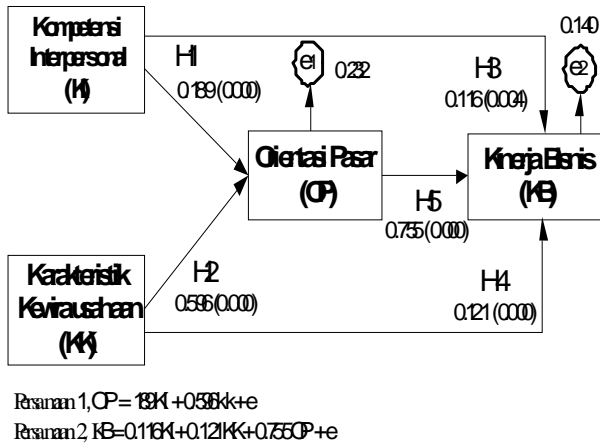 Kompetensi
Interpersonal
(KI)
H1
0.189 (0.000)
e1
0.232
0.140
e2
H3
0.116 (0.004)
Orientasi Pasar
(OP)
Kinerja Bisnis
(KB)
H5
0.755 (0.000)
H2
0.596 (0.000)
Karakteristik
Kewirausahaan
(KK).
H4
0.121 (0.000)
Persamaan 1, OP = 189KI + 0.596kk + e
Persamaan 2, KB = 0.116KI + 0.121KK + 0.755OP + e